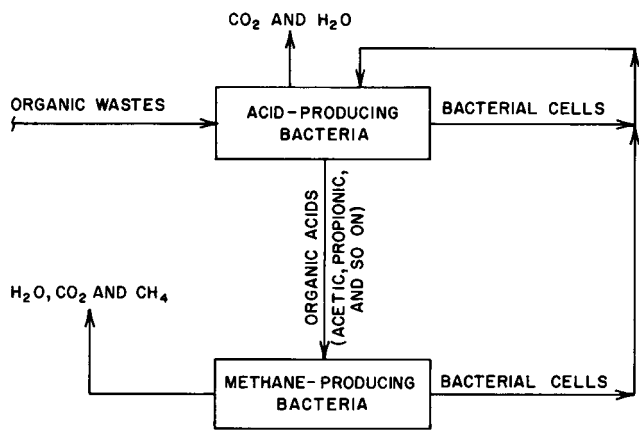 CO₂ AND H₂O
ORGANIC WASTES
ACID-PRODUCING
BACTERIA
BACTERIAL CELLS
ORGANIC ACIDS
(ACETIC, PROPIONIC,
AND SO ON)
H₂O, CO₂ AND CH₄
METHANE-PRODUCING
BACTERIA
BACTERIAL CELLS